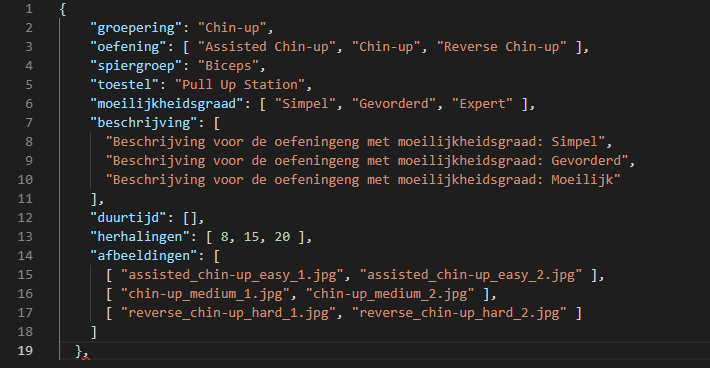 1 {
2 "groepering": "Chin-up",
3 "oefening": [ "Assisted Chin-up", "Chin-up", "Reverse Chin-up" ],
4 "spiergroep": "Biceps",
5 "toestel": "Pull Up Station",
6 "moeilijkheidsgraad": [ "Simpel", "Gevorderd", "Expert" ],
7 "beschrijving": [
8 "Beschrijving voor de oefeningeng met moeilijkheidsgraad: Simpel",
9 "Beschrijving voor de oefeningeng met moeilijkheidsgraad: Gevorderd",
10 "Beschrijving voor de oefeningeng met moeilijkheidsgraad: Moeilijk"
11 ],
12 "duurtijd": [],
13 "herhalingen": [ 8, 15, 20 ],
14 "afbeeldingen": [
15 [ "assisted_chin-up_easy_1.jpg", "assisted_chin-up_easy_2.jpg" ],
16 [ "chin-up_medium_1.jpg", "chin-up_medium_2.jpg" ],
17 [ "reverse_chin-up_hard_1.jpg", "reverse_chin-up_hard_2.jpg" ]
18 ]
19 },